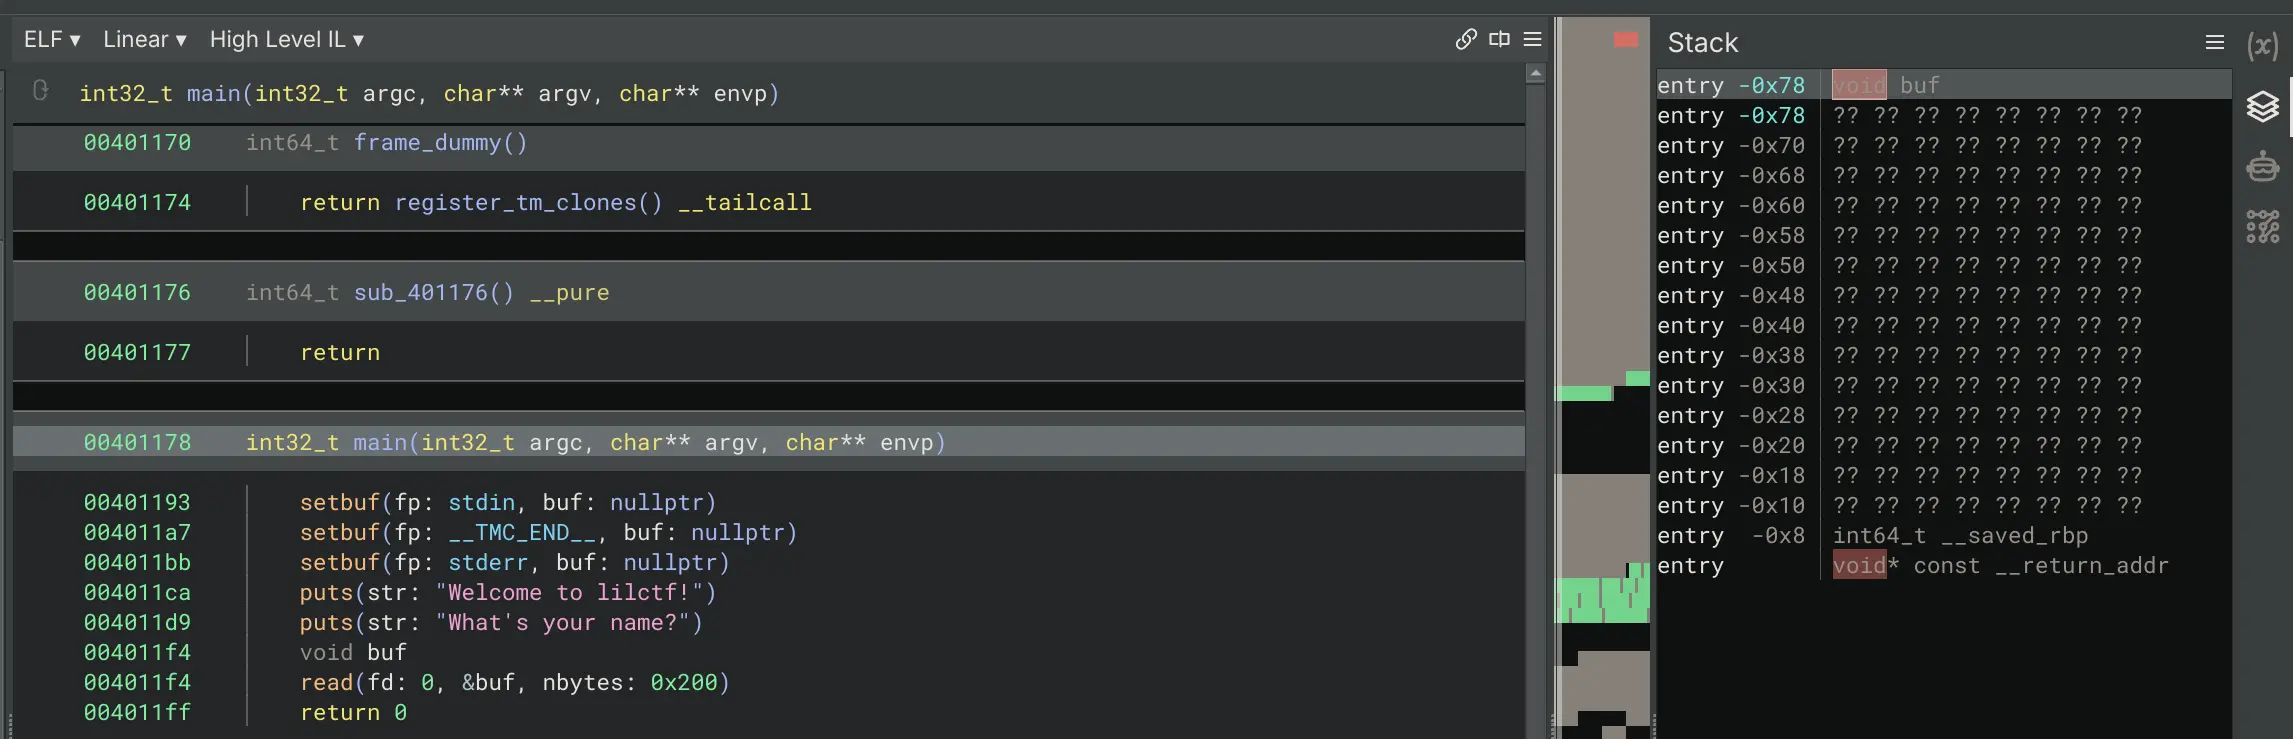 ELF ▾ Linear ▾ High Level IL ▾
int32_t main(int32_t argc, char** argv, char** envp)
00401170 int64_t frame_dummy()
00401174 return register_tm_clones() __tailcall
00401176 int64_t sub_401176() __pure
00401177 return
00401178 int32_t main(int32_t argc, char** argv, char** envp)
00401193 setbuf(fp: stdin, buf: nullptr)
004011a7 setbuf(fp: __TMC_END__, buf: nullptr)
004011bb setbuf(fp: stderr, buf: nullptr)
004011ca puts(str: "Welcome to lilctf!")
004011d9 puts(str: "What's your name?")
004011f4 void buf
004011f4 read(fd: 0, &buf, nbytes: 0x200)
004011ff return 0
Stack
entry -0x78 void buf
entry -0x78 ?? ?? ?? ?? ?? ?? ?? ??
entry -0x70 ?? ?? ?? ?? ?? ?? ?? ??
entry -0x68 ?? ?? ?? ?? ?? ?? ?? ??
entry -0x60 ?? ?? ?? ?? ?? ?? ?? ??
entry -0x58 ?? ?? ?? ?? ?? ?? ?? ??
entry -0x50 ?? ?? ?? ?? ?? ?? ?? ??
entry -0x48 ?? ?? ?? ?? ?? ?? ?? ??
entry -0x40 ?? ?? ?? ?? ?? ?? ?? ??
entry -0x38 ?? ?? ?? ?? ?? ?? ?? ??
entry -0x30 ?? ?? ?? ?? ?? ?? ?? ??
entry -0x28 ?? ?? ?? ?? ?? ?? ?? ??
entry -0x20 ?? ?? ?? ?? ?? ?? ?? ??
entry -0x18 ?? ?? ?? ?? ?? ?? ?? ??
entry -0x10 ?? ?? ?? ?? ?? ?? ?? ??
entry -0x8 int64_t __saved_rbp
entry void* const __return_addr
(x)